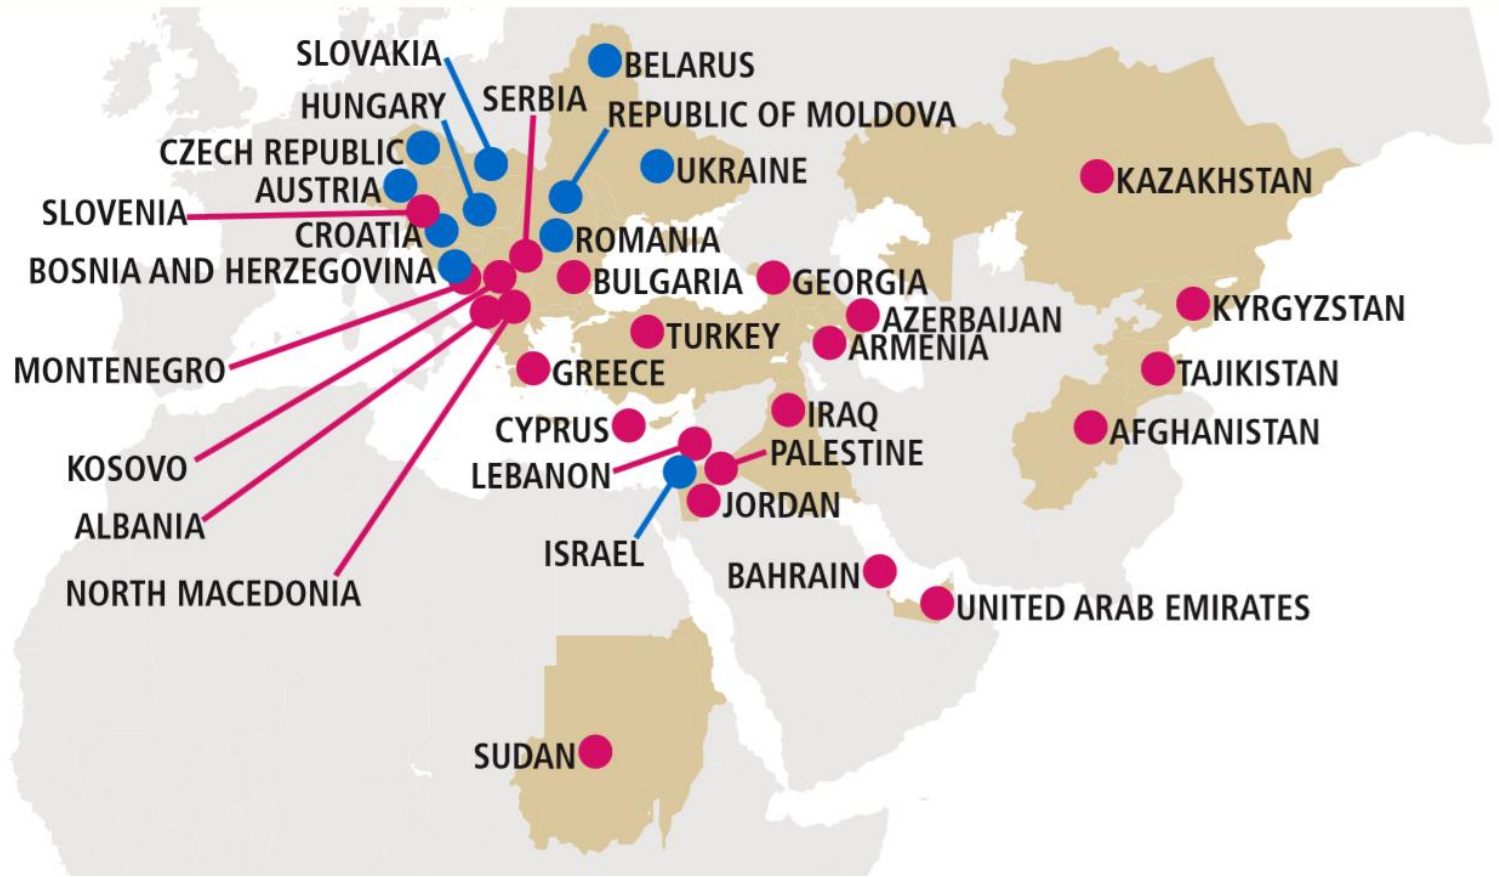 SLOVAKIA
BELARUS
HUNGARY
SERBIA
REPUBLIC OF MOLDOVA
CZECH REPUBLIC
UKRAINE
KAZAKHSTAN
AUSTRIA
SLOVENIA
CROATIA
ROMANIA
BOSNIA AND HERZEGOVINA
BULGARIA
GEORGIA
KYRGYZSTAN
AZERBAIJAN
TURKEY
ARMENIA
MONTENEGRO
GREECE
TAJIKISTAN
IRAQ
CYPRUS
AFGHANISTAN
PALESTINE
KOSOVO
LEBANON
JORDAN
ALBANIA
ISRAEL
BAHRAIN
NORTH MACEDONIA
UNITED ARAB EMIRATES
SUDAN